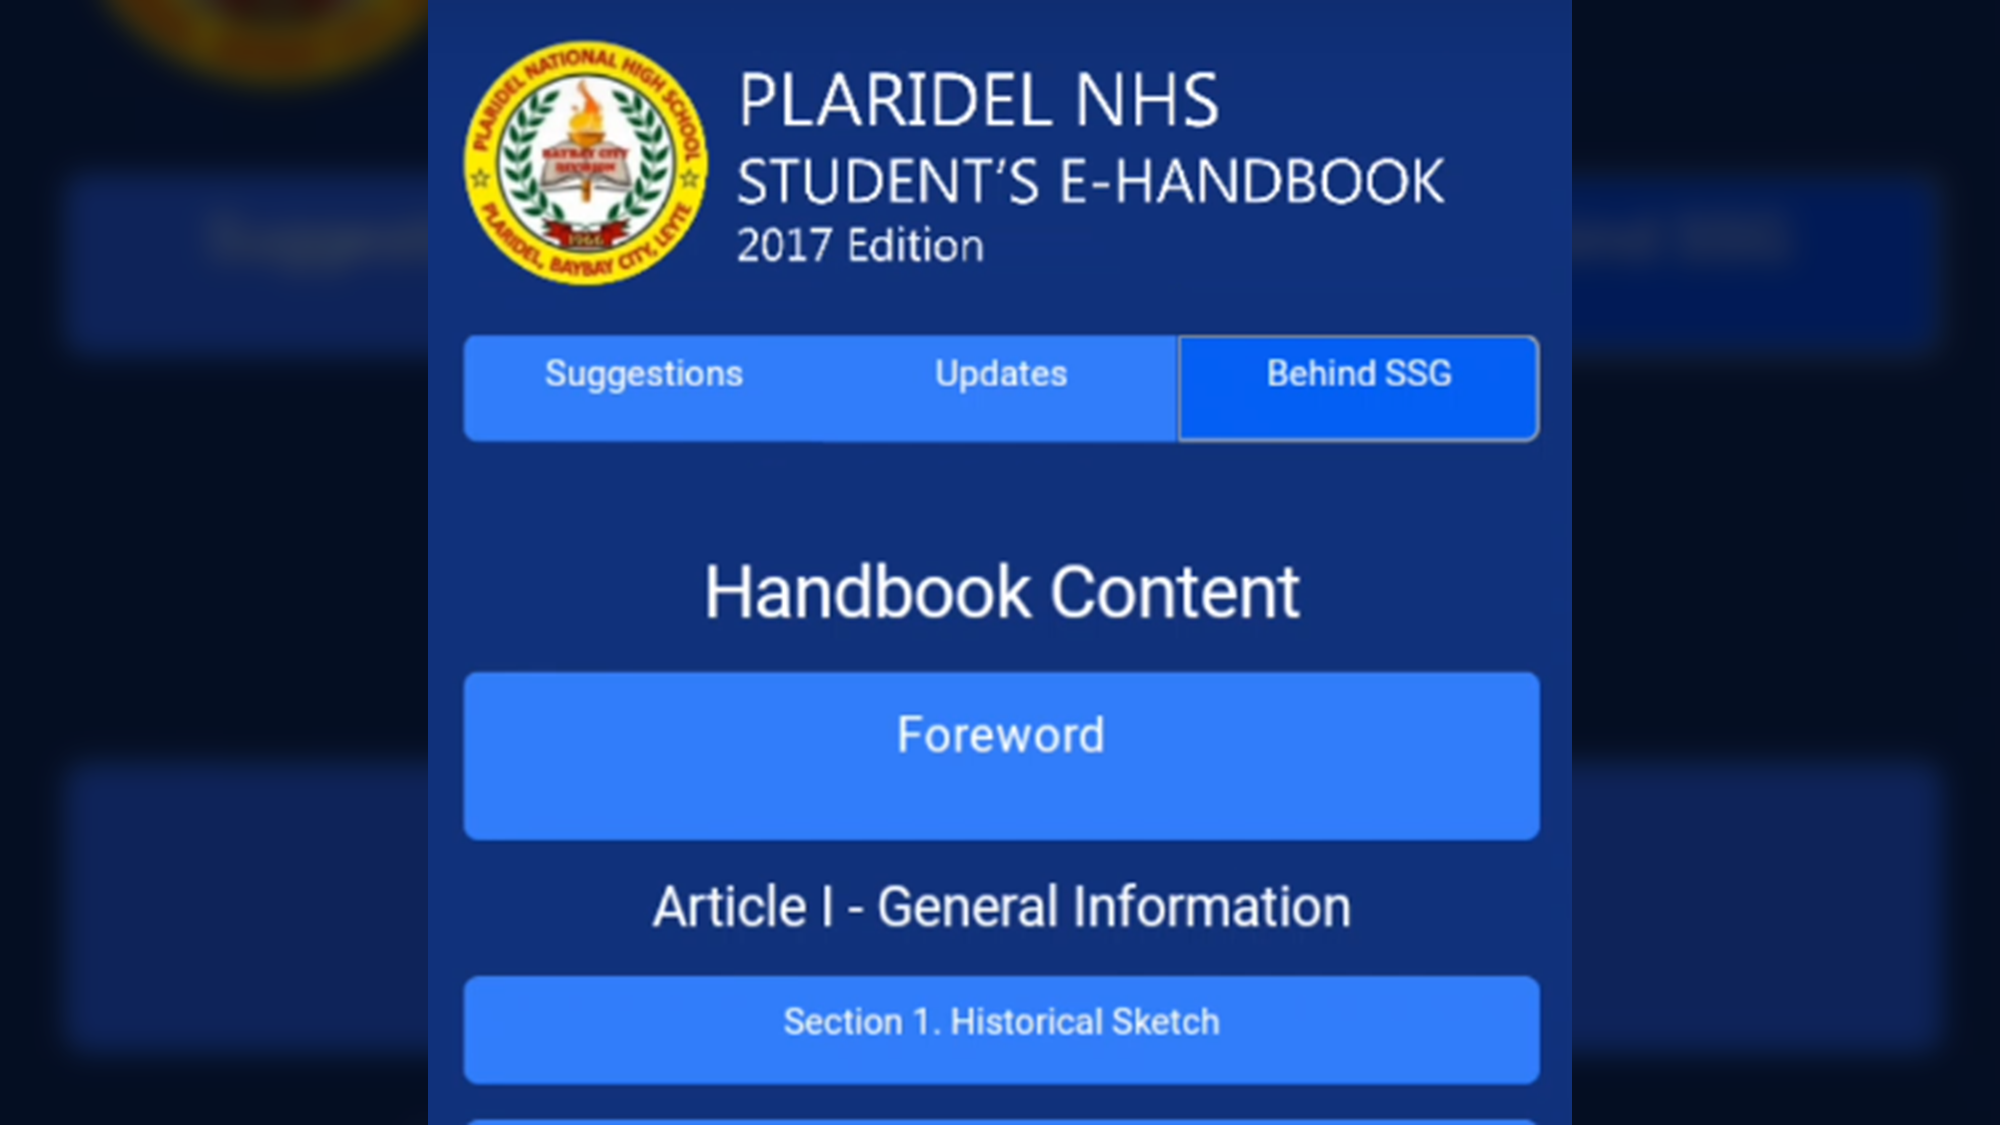 PLARIDEL NATIONAL HIGH SCHOOL
BAYBAY CITY
DIVISION
1966
PLARIDEL, BAYBAY CITY, LEYTE
PLARIDEL NHS
STUDENT'S E-HANDBOOK
2017 Edition
Suggestions
Updates
Behind SSG
Handbook Content
Foreword
Article I - General Information
Section 1. Historical Sketch